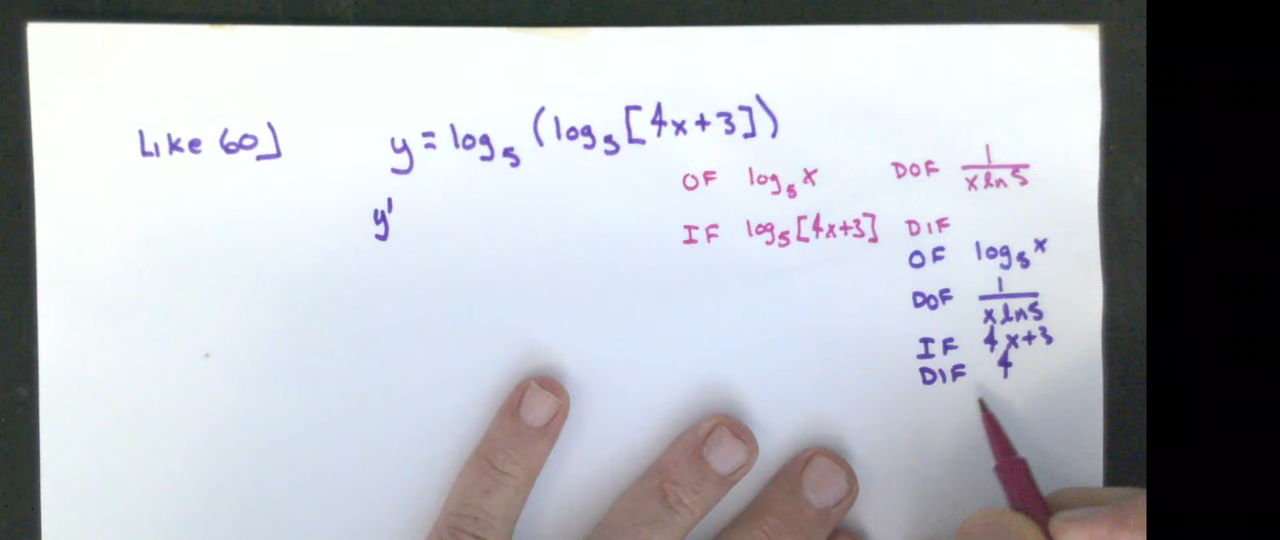 Like 60] y = log₅ (log₅ [4x+3])
OF log₅ x DOF 1/(x ln 5)
y' IF log₅ [4x+3] DIF
OF log₅ x
DOF 1/(x ln 5)
IF 4x+3
DIF 4